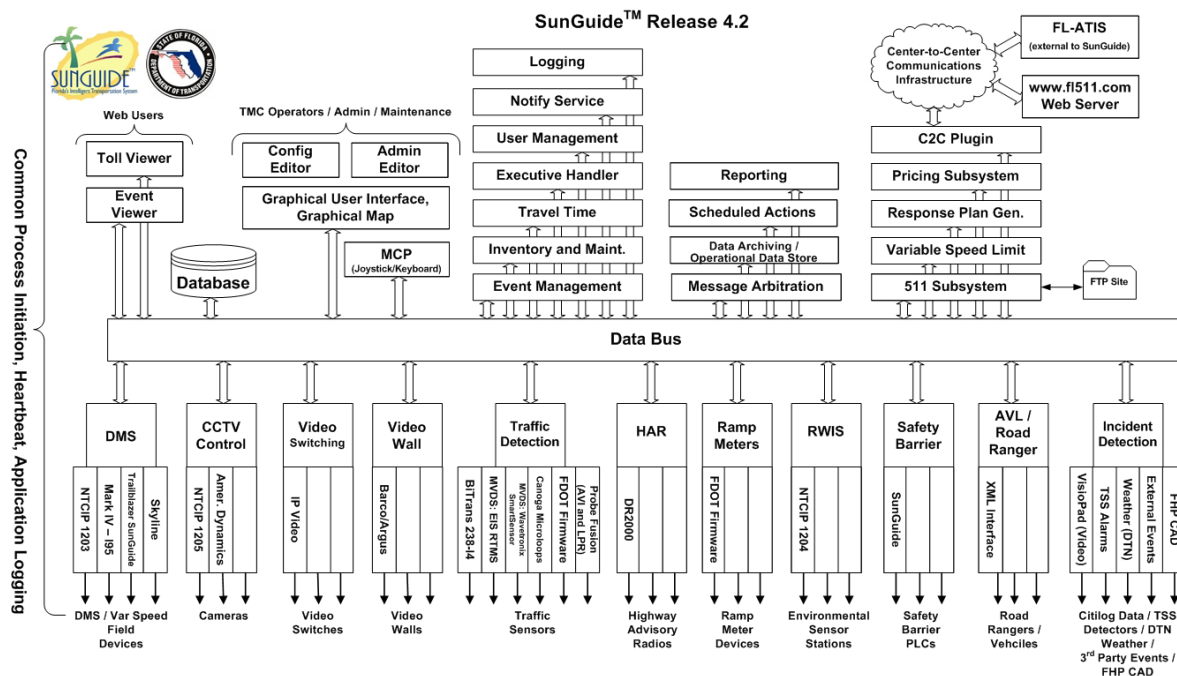 SunGuide™ Release 4.2
SUNGUIDE
Florida's Intelligent Transportation System
STATE OF FLORIDA
DEPARTMENT OF TRANSPORTATION
Common Process Initiation, Heartbeat, Application Logging
Web Users
Toll Viewer
Event
Viewer
TMC Operators / Admin / Maintenance
Config
Editor
Admin
Editor
Graphical User Interface,
Graphical Map
MCP
(Joystick/Keyboard)
Database
Logging
Notify Service
User Management
Executive Handler
Travel Time
Inventory and Maint.
Event Management
Reporting
Scheduled Actions
Data Archiving /
Operational Data Store
Message Arbitration
Center-to-Center
Communications
Infrastructure
FL-ATIS
(external to SunGuide)
www.fl511.com
Web Server
C2C Plugin
Pricing Subsystem
Response Plan Gen.
Variable Speed Limit
511 Subsystem
FTP Site
Data Bus
DMS
NTCIP 1203
Mark IV – I95
Trailblazer SunGuide
Skyline
DMS / Var Speed
Field
Devices
CCTV
Control
NTCIP 1205
Amer. Dynamics
Cameras
Video
Switching
IP Video
Video
Switches
Video
Wall
Barco/Argus
Video
Walls
Traffic
Detection
BiTrans 238-I4
MVDS: EIS RTMS
MVDS: Wavetronix
SmartSensor
Canoga Microloops
FDOT Firmware
Probe Fusion
(AVI and LPR)
Traffic
Sensors
HAR
DR2000
Highway
Advisory
Radios
Ramp
Meters
FDOT Firmware
Ramp
Meter
Devices
RWIS
NTCIP 1204
Environmental
Sensor
Stations
Safety
Barrier
SunGuide
Safety
Barrier
PLCs
AVL /
Road
Ranger
XML Interface
Road
Rangers /
Vehciles
Incident
Detection
VisioPad (Video)
TSS Alarms
Weather (DTN)
External Events
FHP CAD
Citilog Data / TSS
Detectors / DTN
Weather /
3rd Party Events /
FHP CAD